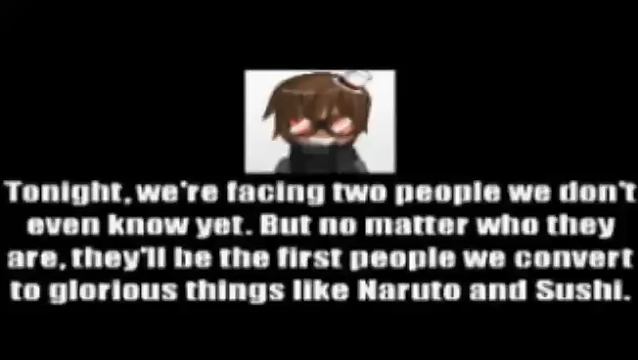 Tonight, we're facing two people we don't
even know yet. But no matter who they
are, they'll be the first people we convert
to glorious things like Naruto and Sushi.